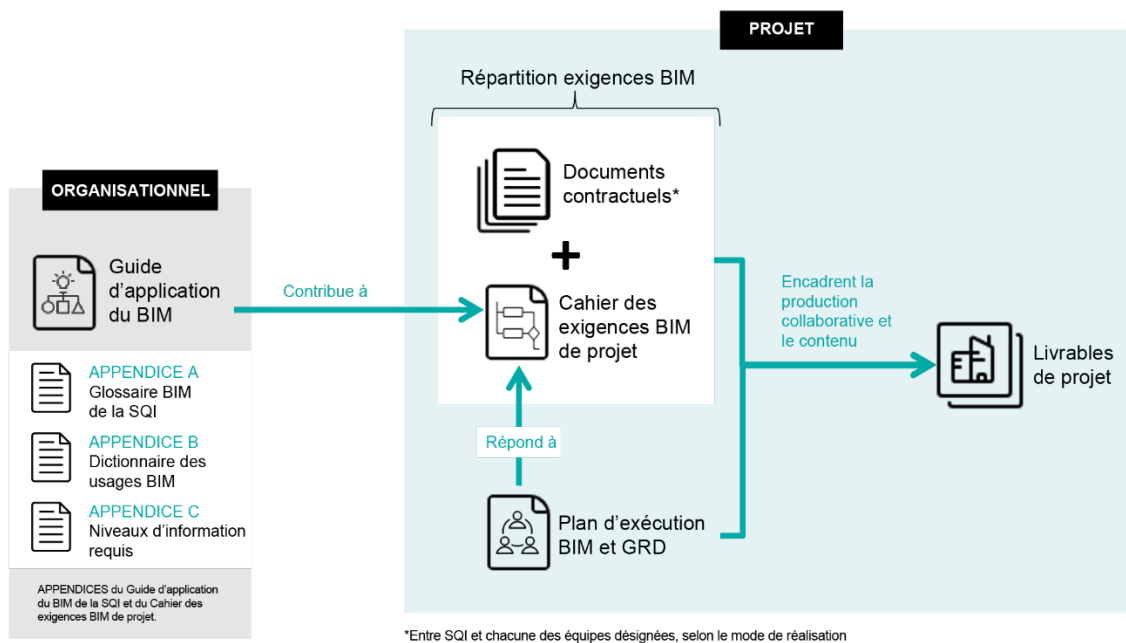 ORGANISATIONNEL
Guide
d'application
du BIM
APPENDICE A
Glossaire BIM
de la SQI
APPENDICE B
Dictionnaire des
usages BIM
APPENDICE C
Niveaux d'information
requis
APPENDICES du Guide d'application
du BIM de la SQI et du Cahier des
exigences BIM de projet.
Contribue à
PROJET
Répartition exigences BIM
Documents
contractuels*
+
Cahier des
exigences BIM
de projet
Répond à
Plan d'exécution
BIM et GRD
Encadrent la
production
collaborative et
le contenu
Livrables
de projet
*Entre SQI et chacune des équipes désignées, selon le mode de réalisation